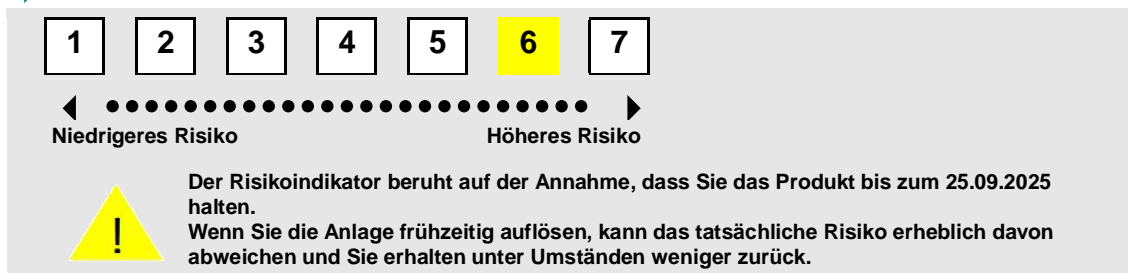 1 2 3 4 5 6 7
Niedrigeres Risiko Höheres Risiko
Der Risikoindikator beruht auf der Annahme, dass Sie das Produkt bis zum 25.09.2025
halten.
! Wenn Sie die Anlage frühzeitig auflösen, kann das tatsächliche Risiko erheblich davon
abweichen und Sie erhalten unter Umständen weniger zurück.